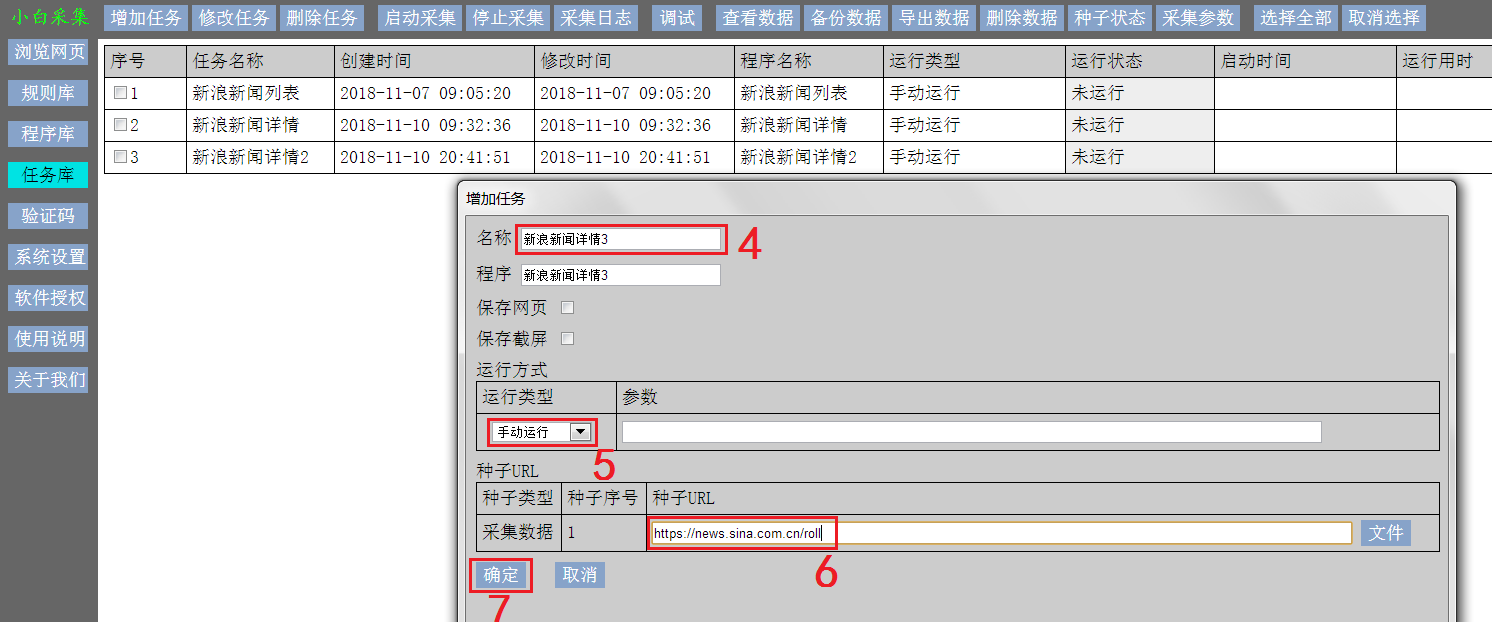 小白采集 增加任务 修改任务 删除任务 启动采集 停止采集 采集日志 调试 查看数据 备份数据 导出数据 删除数据 种子状态 采集参数 选择全部 取消选择
浏览网页
规则库
程序库
任务库
验证码
系统设置
软件授权
使用说明
关于我们
序号 任务名称 创建时间 修改时间 程序名称 运行类型 运行状态 启动时间 运行用时
1 新浪新闻列表 2018-11-07 09:05:20 2018-11-07 09:05:20 新浪新闻列表 手动运行 未运行
2 新浪新闻详情 2018-11-10 09:32:36 2018-11-10 09:32:36 新浪新闻详情 手动运行 未运行
3 新浪新闻详情2 2018-11-10 20:41:51 2018-11-10 20:41:51 新浪新闻详情2 手动运行 未运行
增加任务
名称 新浪新闻详情3 4
程序 新浪新闻详情3
保存网页
保存截屏
运行方式
运行类型 参数
手动运行
5
种子URL
种子类型 种子序号 种子URL
采集数据 1 https://news.sina.com.cn/roll 文件
6
确定 取消
7